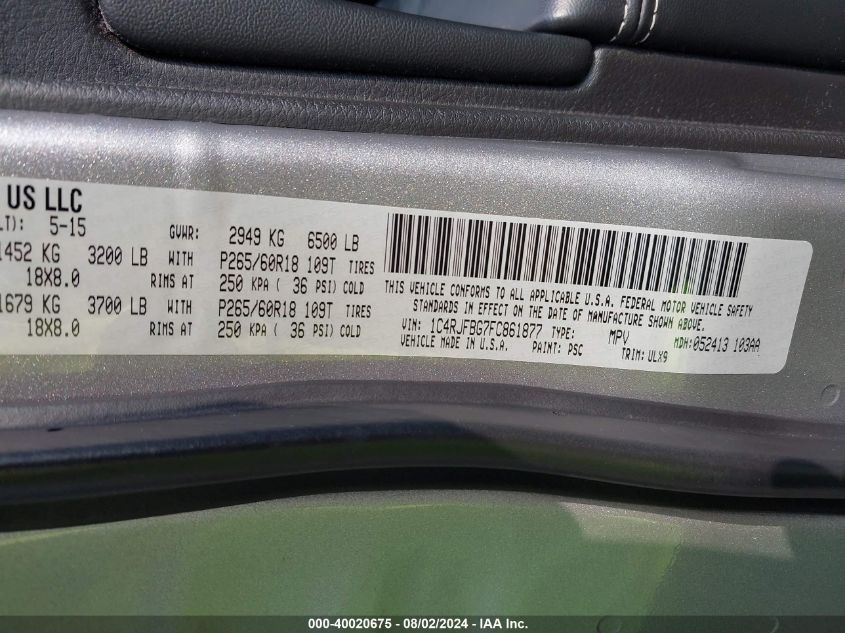 US LLC
5-15 GVWR: 2949 KG 6500 LB
1452 KG 3200 LB WITH P265/60R18 109T TIRES
18X8.0 RIMS AT 250 KPA ( 36 PSI) COLD
1679 KG 3700 LB WITH P265/60R18 109T TIRES
18X8.0 RIMS AT 250 KPA ( 36 PSI) COLD
THIS VEHICLE CONFORMS TO ALL APPLICABLE U.S.A. FEDERAL MOTOR VEHICLE SAFETY
STANDARDS IN EFFECT ON THE DATE OF MANUFACTURE SHOWN ABOVE.
VIN: 1C4RJFBG7FC861877 TYPE: MPV MDH:052413 103AA
VEHICLE MADE IN U.S.A. PAINT: PSC TRIM: ULX9
000-40020675 - 08/02/2024 - IAA Inc.